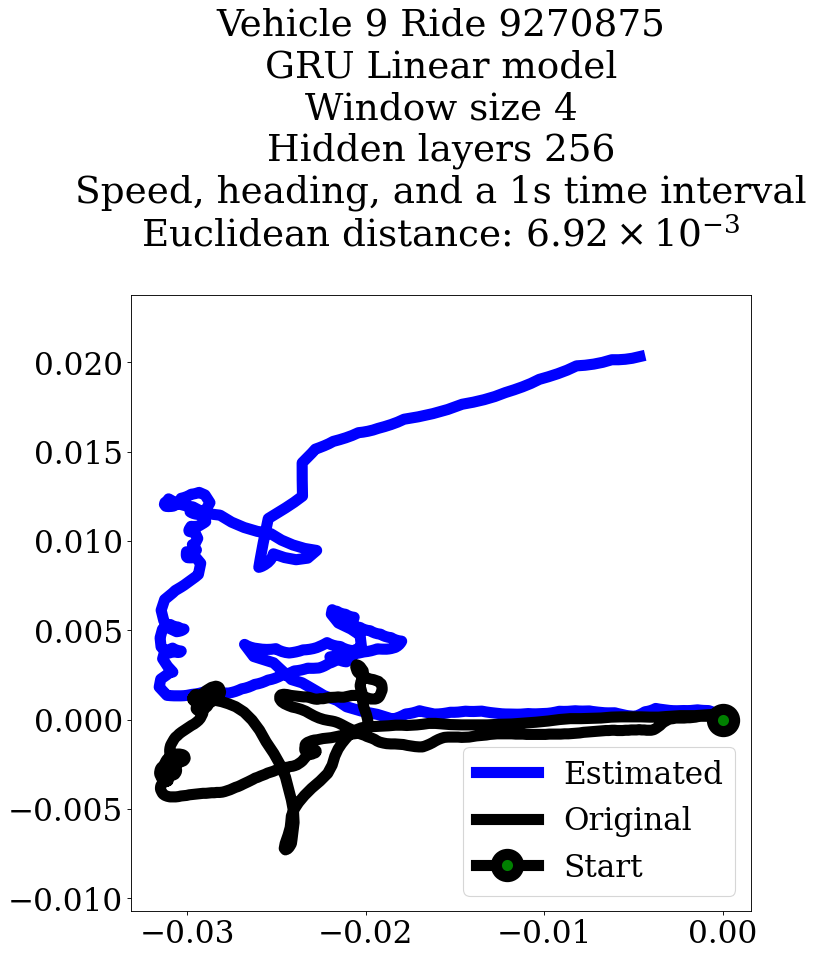 Vehicle 9 Ride 9270875
GRU Linear model
Window size 4
Hidden layers 256
Speed, heading, and a 1s time interval
Euclidean distance: 6.92 × 10⁻³
0.020
0.015
0.010
0.005
0.000
−0.005
−0.010
Estimated
Original
Start
−0.03
−0.02
−0.01
0.00